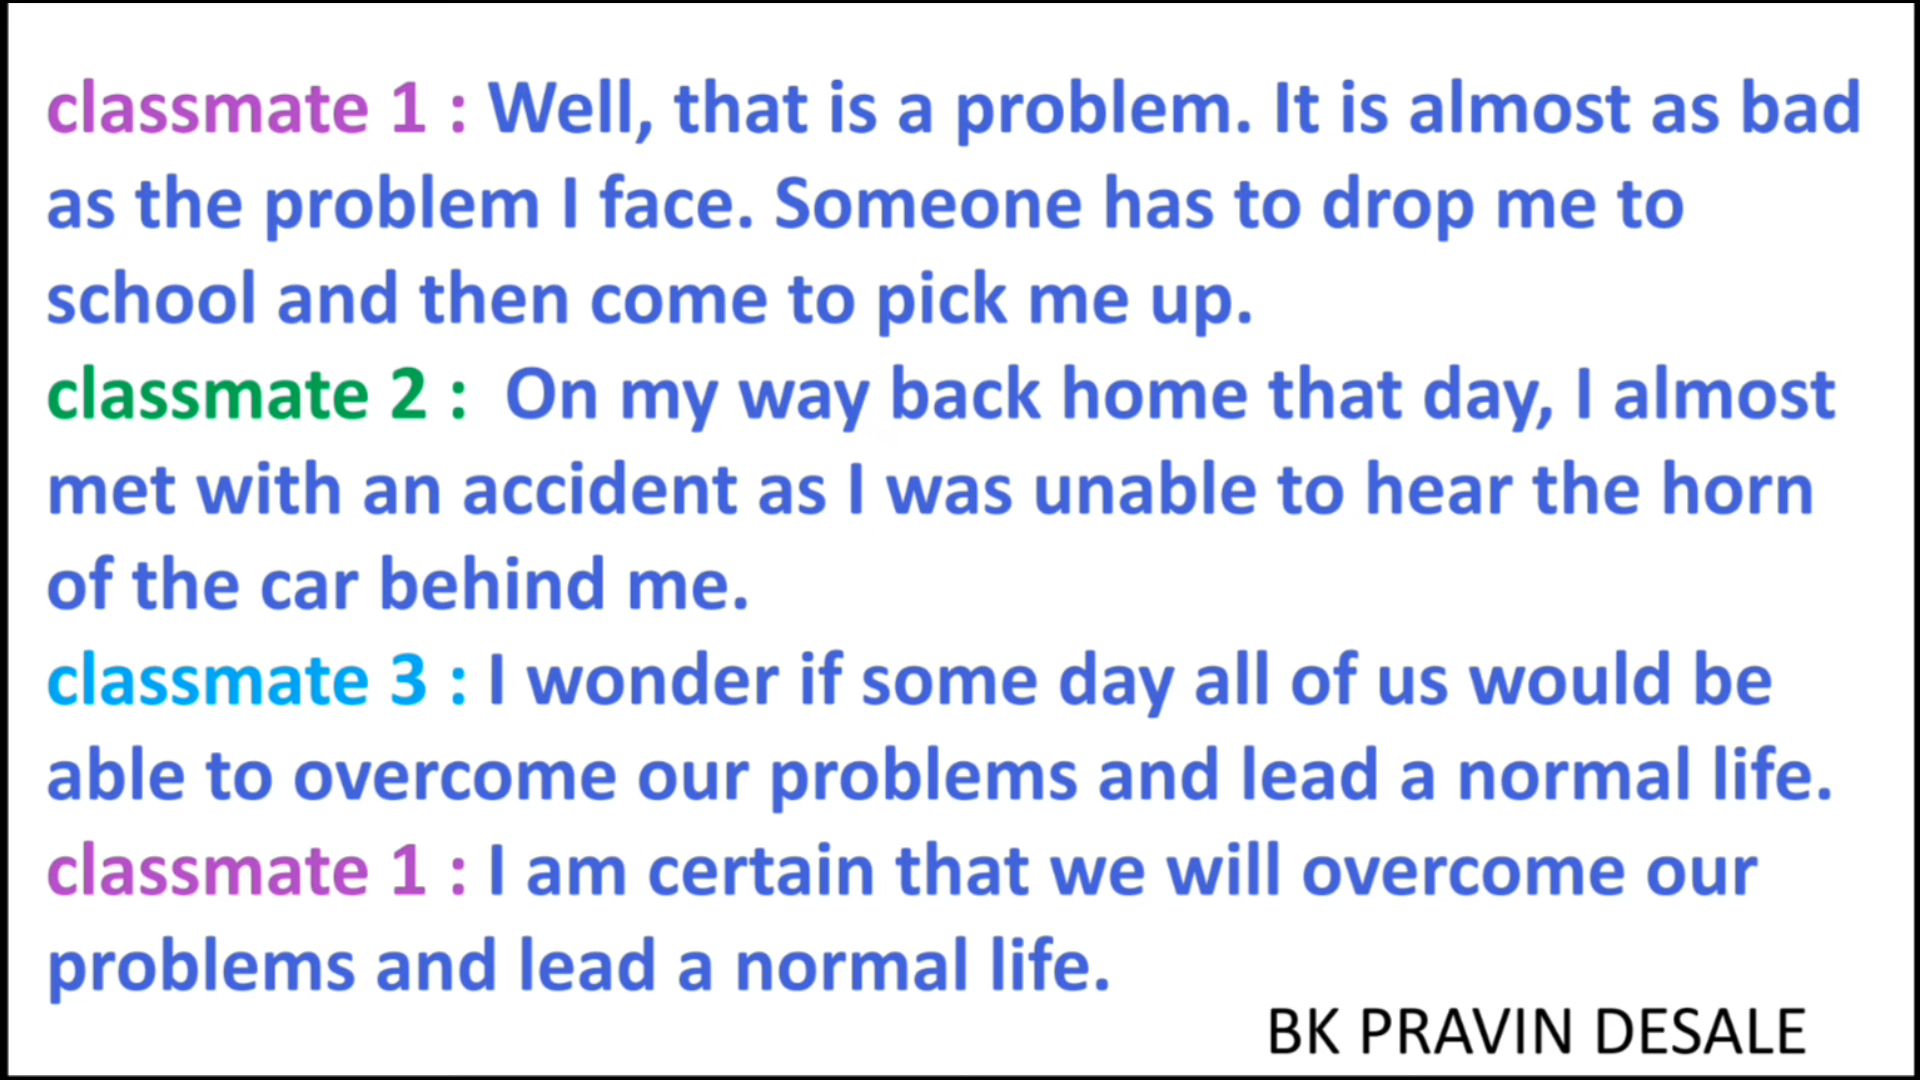 classmate 1 : Well, that is a problem. It is almost as bad
as the problem I face. Someone has to drop me to
school and then come to pick me up.
classmate 2 :  On my way back home that day, I almost
met with an accident as I was unable to hear the horn
of the car behind me.
classmate 3 : I wonder if some day all of us would be
able to overcome our problems and lead a normal life.
classmate 1 : I am certain that we will overcome our
problems and lead a normal life.
BK PRAVIN DESALE